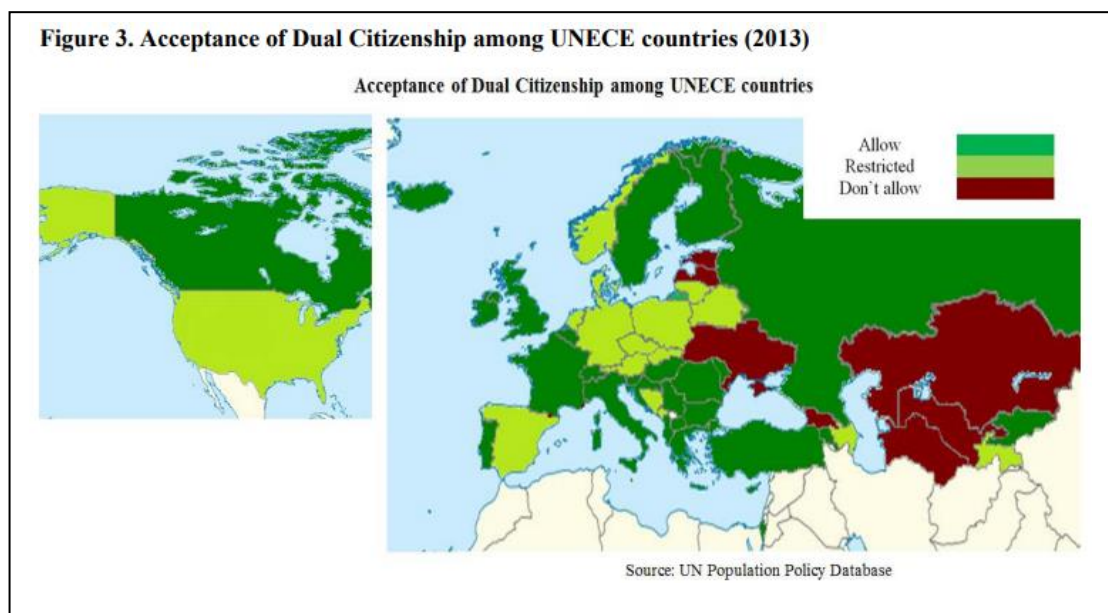 Figure 3. Acceptance of Dual Citizenship among UNECE countries (2013)
Acceptance of Dual Citizenship among UNECE countries
Allow
Restricted
Don`t allow
Source: UN Population Policy Database